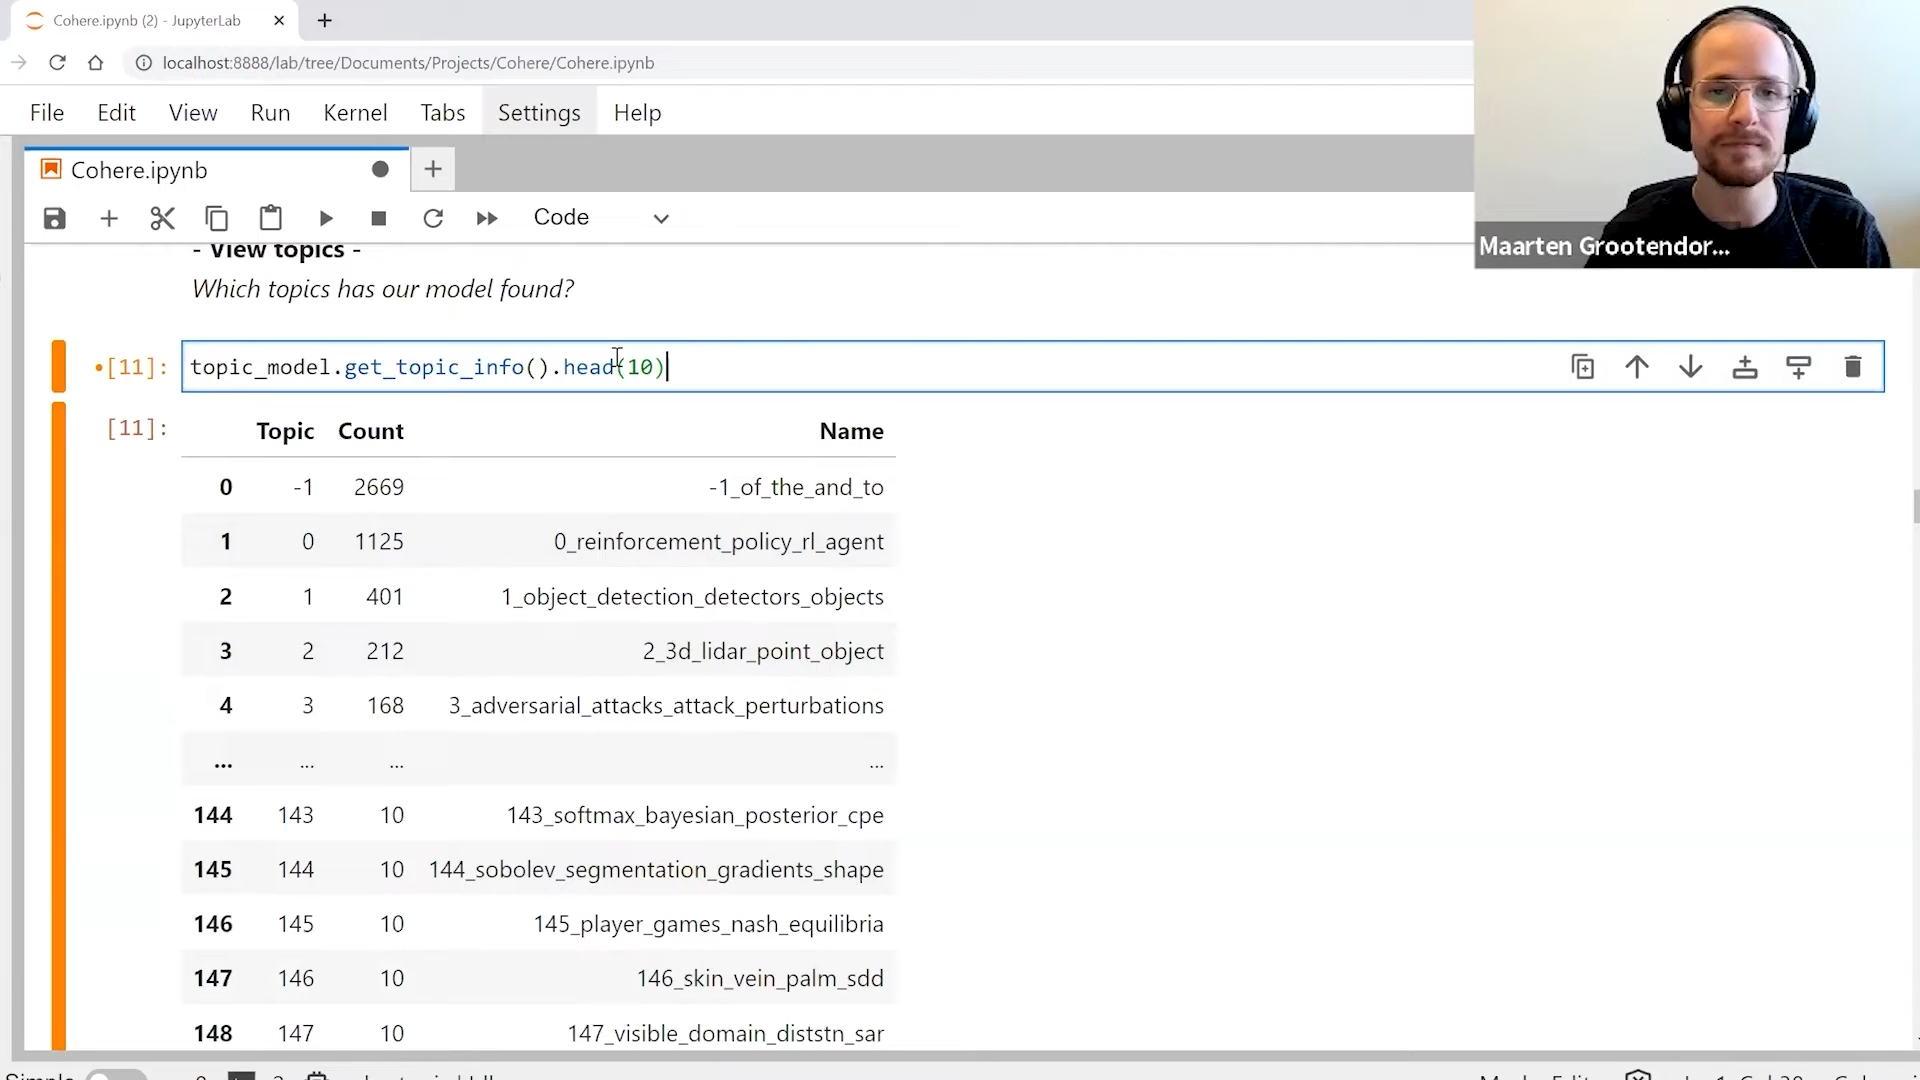 Cohere.ipynb (2) - JupyterLab
localhost:8888/lab/tree/Documents/Projects/Cohere/Cohere.ipynb
File Edit View Run Kernel Tabs Settings Help
Cohere.ipynb
Code
Maarten Grootendor...
- View topics -
Which topics has our model found?
[11]: topic_model.get_topic_info().head(10)
[11]:
Topic Count Name
0 -1 2669 -1_of_the_and_to
1 0 1125 0_reinforcement_policy_rl_agent
2 1 401 1_object_detection_detectors_objects
3 2 212 2_3d_lidar_point_object
4 3 168 3_adversarial_attacks_attack_perturbations
... ... ... ...
144 143 10 143_softmax_bayesian_posterior_cpe
145 144 10 144_sobolev_segmentation_gradients_shape
146 145 10 145_player_games_nash_equilibria
147 146 10 146_skin_vein_palm_sdd
148 147 10 147_visible_domain_diststn_sar
Simple